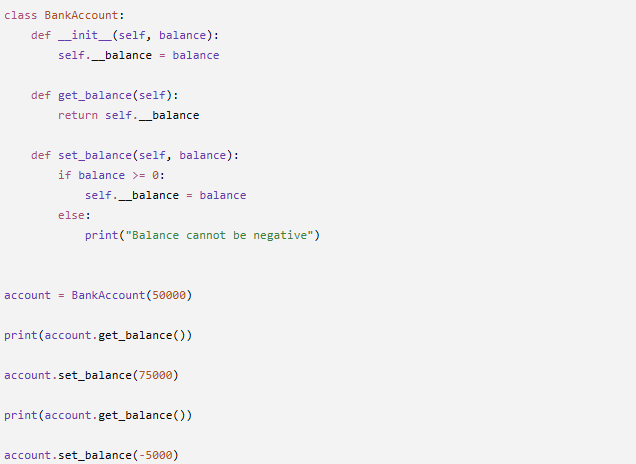 class BankAccount:
    def __init__(self, balance):
        self.__balance = balance

    def get_balance(self):
        return self.__balance

    def set_balance(self, balance):
        if balance >= 0:
            self.__balance = balance
        else:
            print("Balance cannot be negative")


account = BankAccount(50000)

print(account.get_balance())

account.set_balance(75000)

print(account.get_balance())

account.set_balance(-5000)